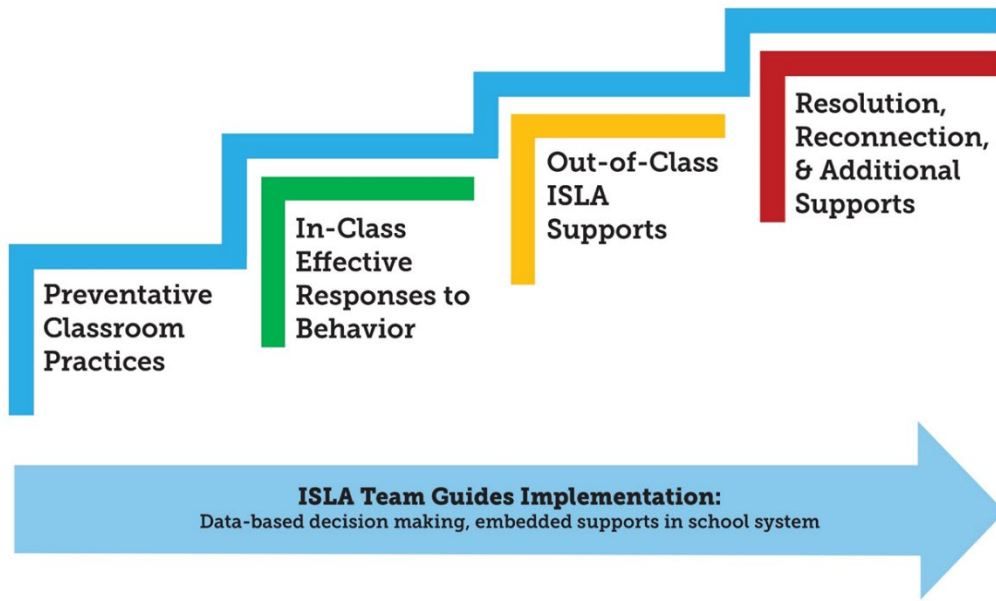 Preventative
Classroom
Practices
In-Class
Effective
Responses to
Behavior
Out-of-Class
ISLA
Supports
Resolution,
Reconnection,
& Additional
Supports
ISLA Team Guides Implementation:
Data-based decision making, embedded supports in school system